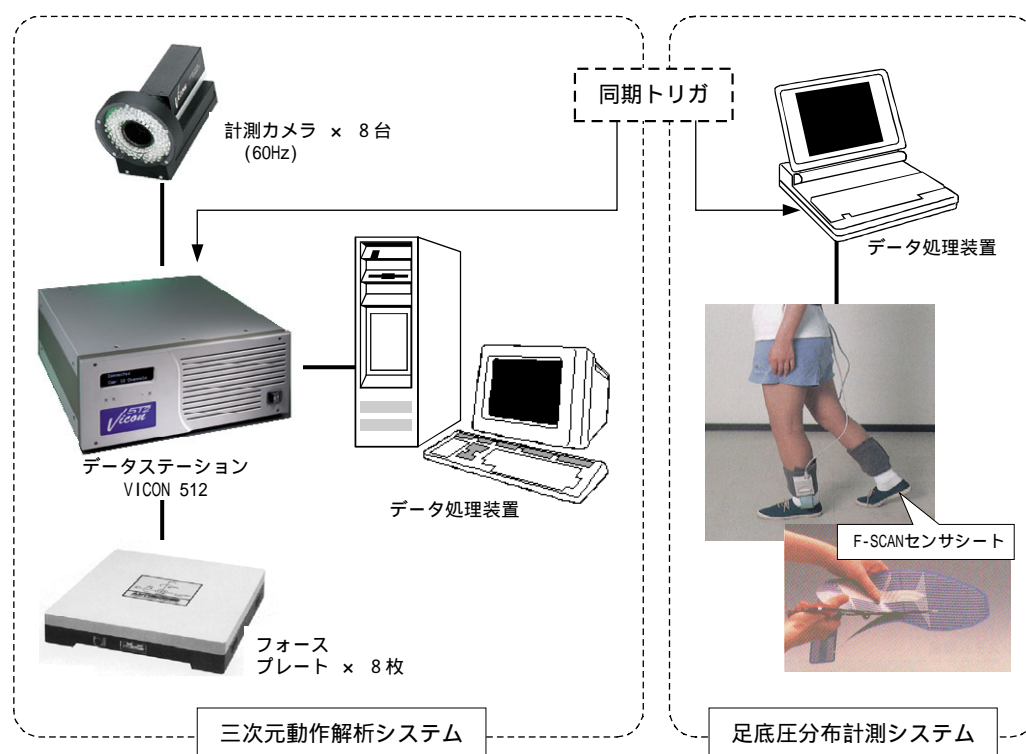 同期トリガ
計測カメラ × 8台
(60Hz)
データ処理装置
Vicon
512
Vicon
データステーション
VICON 512
データ処理装置
F-SCANセンサシート
フォース
プレート × 8枚
三次元動作解析システム
足底圧分布計測システム